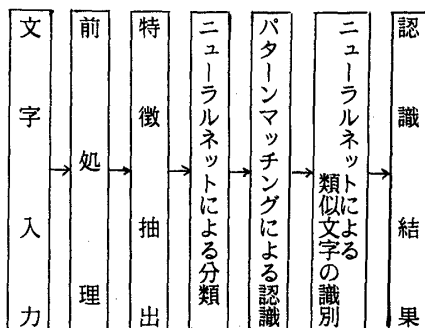 文字入力
前処理
特徴抽出
ニューラルネットによる分類
パターンマッチングによる認識
ニューラルネットによる
類似文字の識別
認識結果